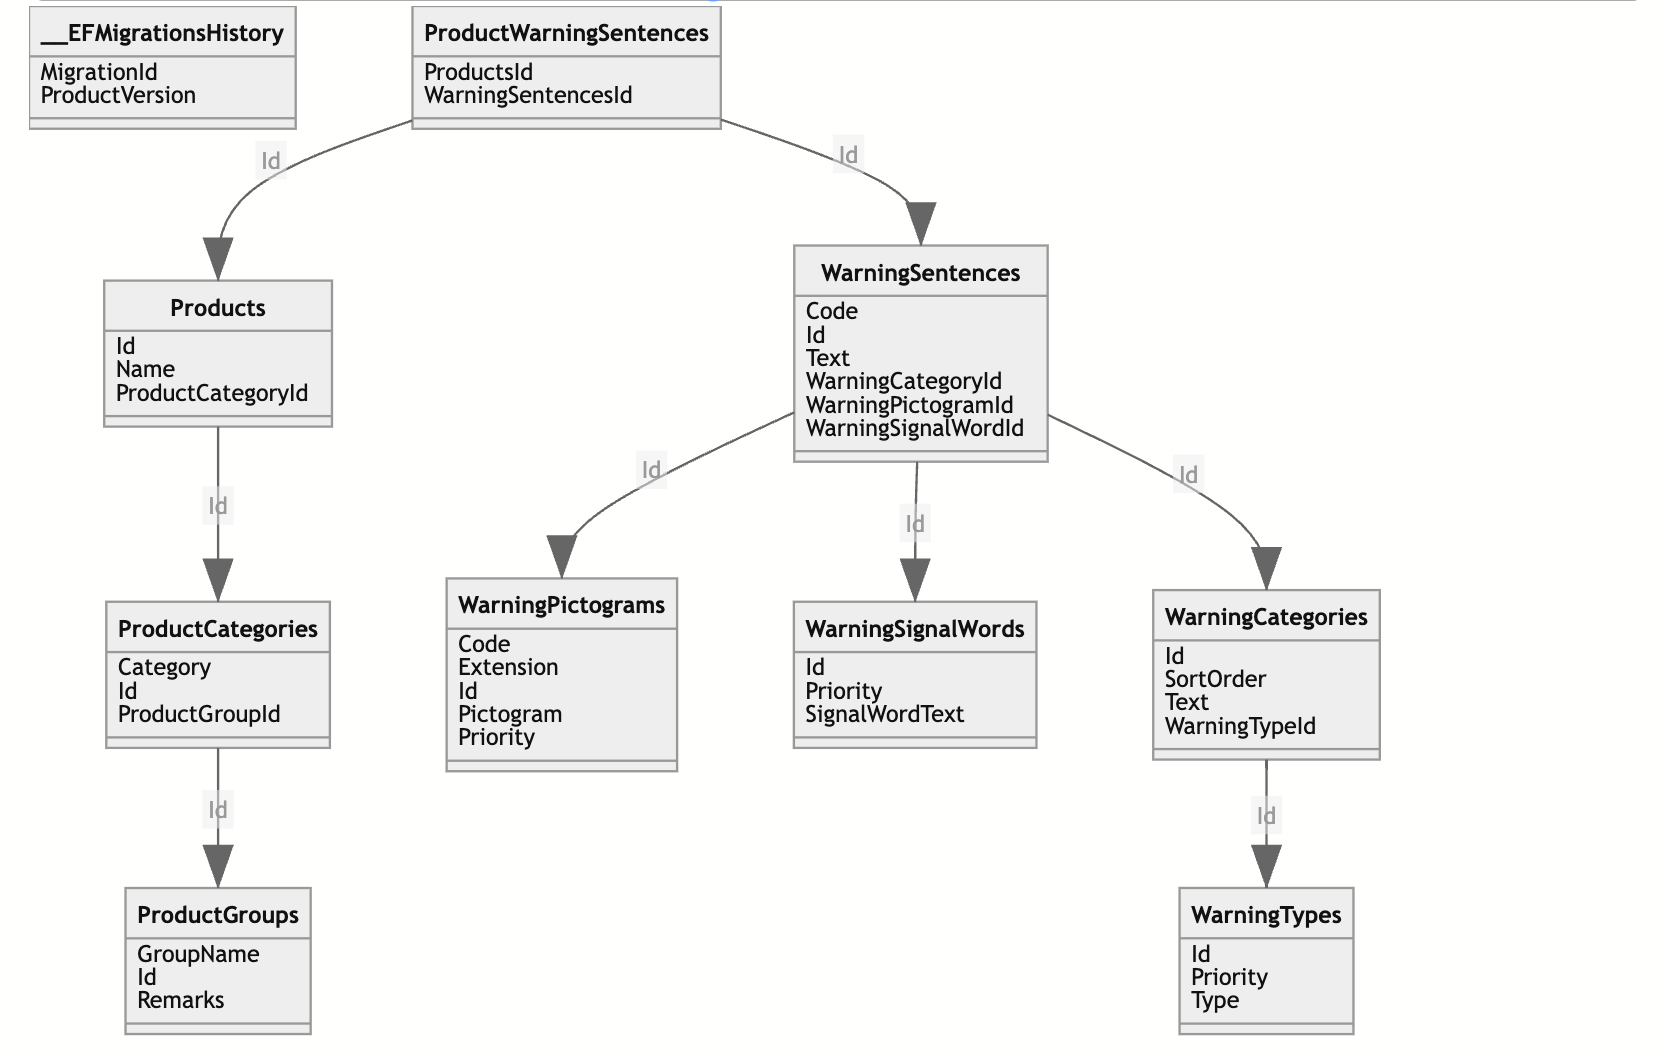 __EFMigrationsHistory
MigrationId
ProductVersion
ProductWarningSentences
ProductsId
WarningSentencesId
Id
Id
Products
Id
Name
ProductCategoryId
WarningSentences
Code
Id
Text
WarningCategoryId
WarningPictogramId
WarningSignalWordId
Id
Id
Id
Id
ProductCategories
Category
Id
ProductGroupId
WarningPictograms
Code
Extension
Id
Pictogram
Priority
WarningSignalWords
Id
Priority
SignalWordText
WarningCategories
Id
SortOrder
Text
WarningTypeId
Id
Id
ProductGroups
GroupName
Id
Remarks
WarningTypes
Id
Priority
Type